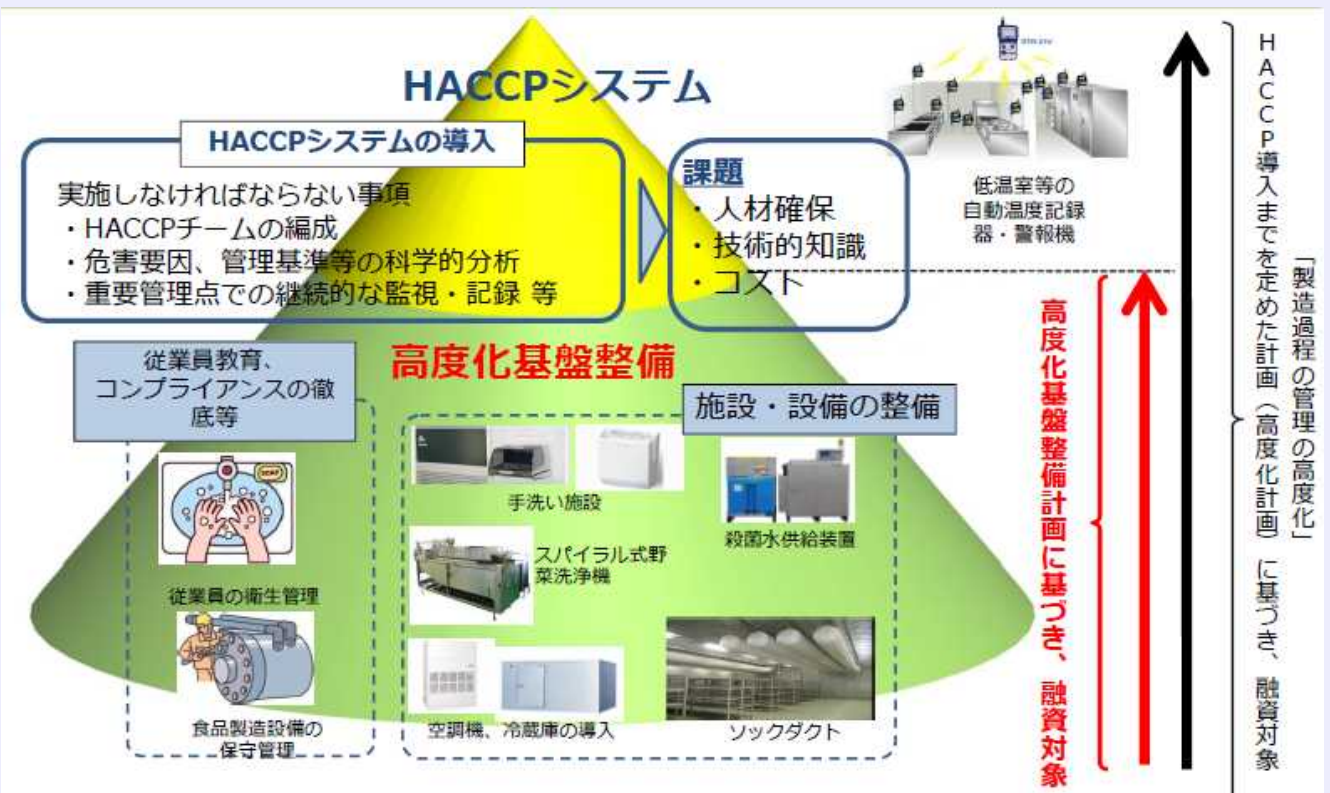 HACCPシステム
HACCPシステムの導入
実施しなければならない事項
・HACCPチームの編成
・危害要因、管理基準等の科学的分析
・重要管理点での継続的な監視・記録 等
課題
・人材確保
・技術的知識
・コスト
低温室等の
自動温度記録
器・警報機
高度化基盤整備
従業員教育、
コンプライアンスの徹
底等
従業員の衛生管理
食品製造設備の
保守管理
施設・設備の整備
手洗い施設
殺菌水供給装置
スパイラル式野
菜洗浄機
空調機、冷蔵庫の導入
ソックダクト
高度化基盤整備計画に基づき、融資対象
「製造過程の管理の高度化」
HACCP導入までを定めた計画（高度化計画）に基づき、融資対象